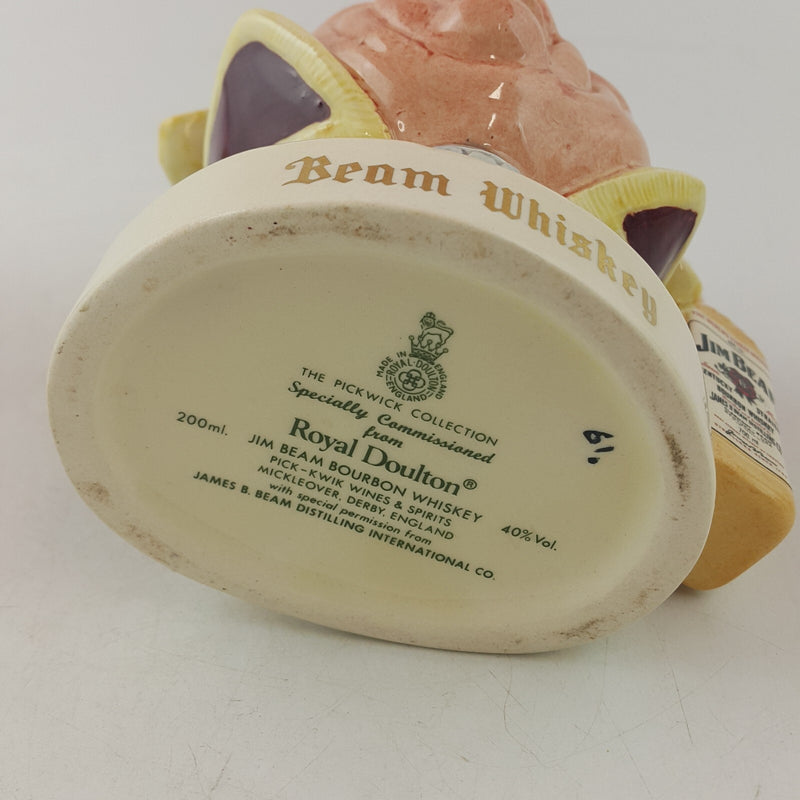 Beam Whiskey
MADE IN ENGLAND
ROYAL DOULTON
ENGLAND
THE PICKWICK COLLECTION
Specially Commissioned
from
Royal Doulton®
200ml. JIM BEAM BOURBON WHISKEY 40% Vol.
PICK-KWIK WINES & SPIRITS
MICKLEOVER, DERBY, ENGLAND
with special permission from
JAMES B. BEAM DISTILLING INTERNATIONAL CO.
JIM BEAM